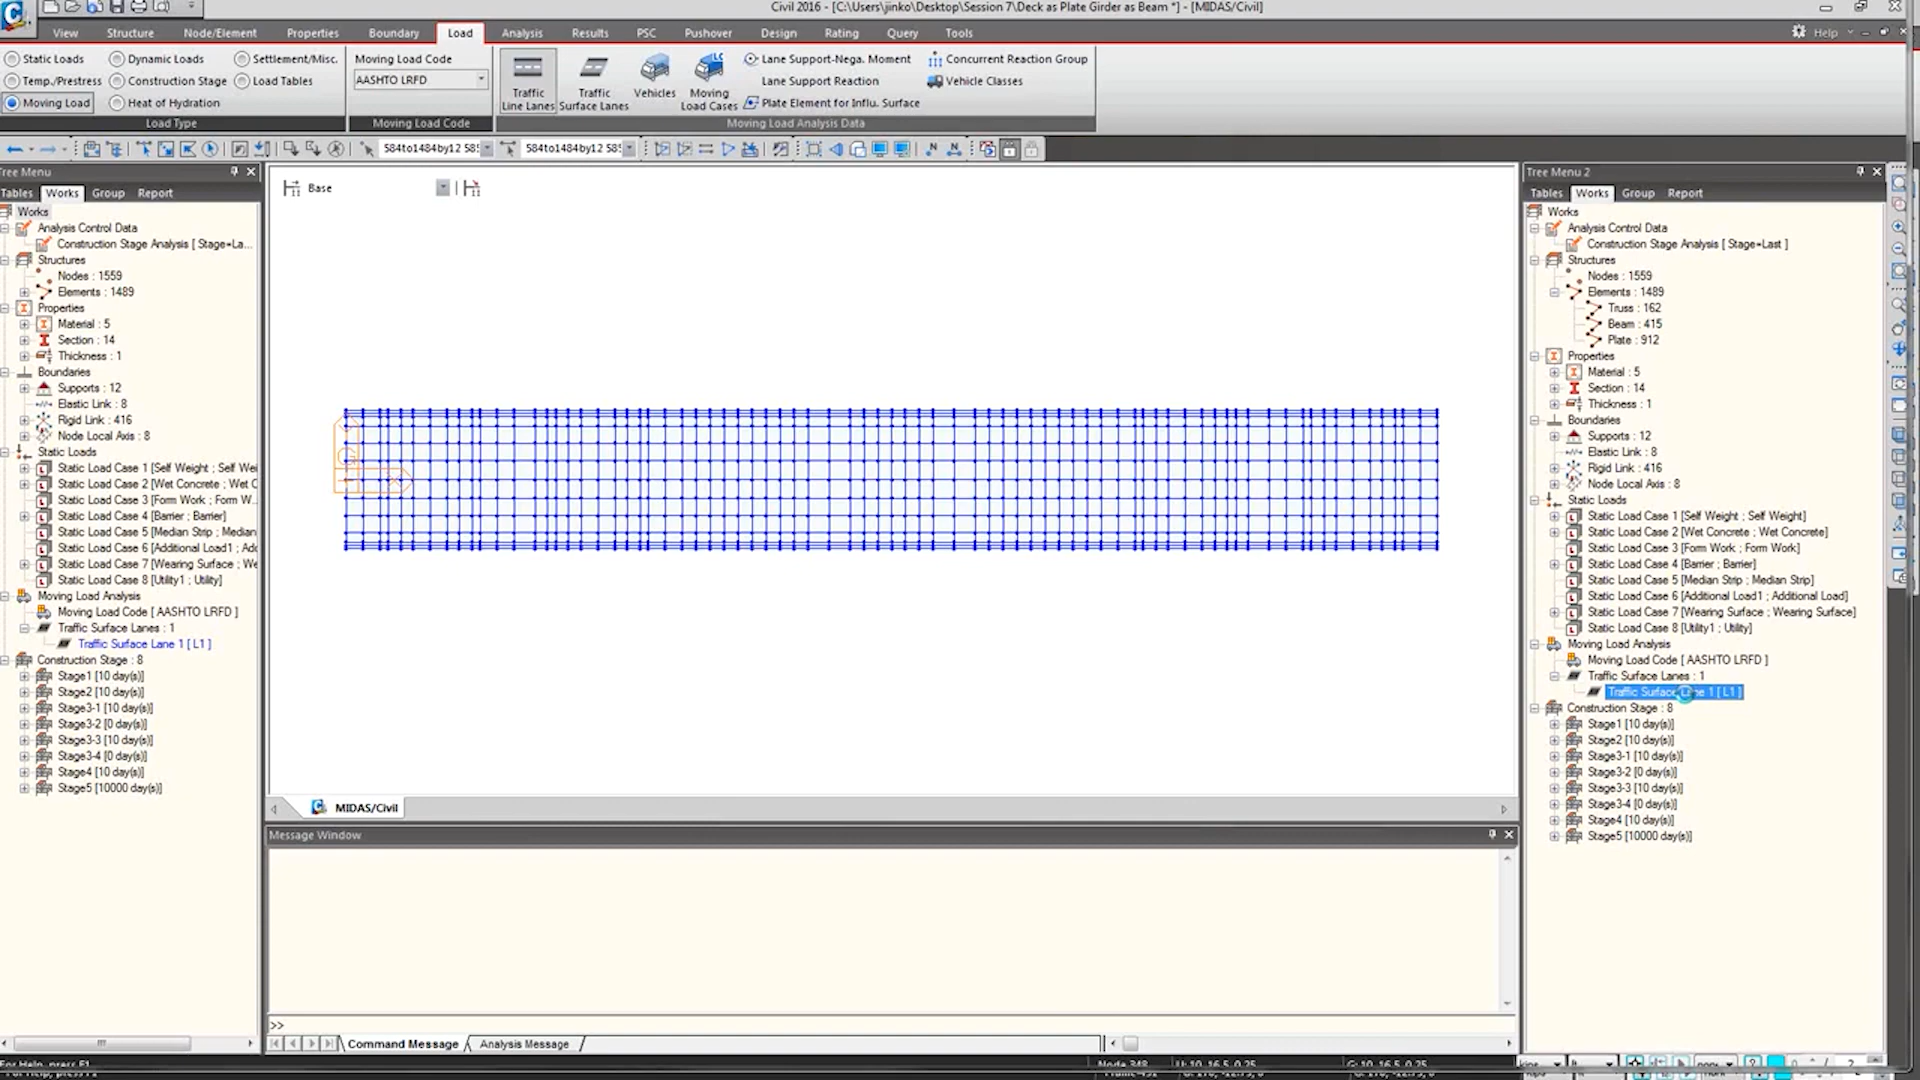 Civil 2016 - [C:\Users\jinko\Desktop\Session 7\Deck as Plate Girder as Beam *] - [MIDAS/Civil]
View Structure Node/Element Properties Boundary Load Analysis Results PSC Pushover Design Rating Query Tools Help
Static Loads Dynamic Loads Settlement/Misc.
Temp./Prestress Construction Stage Load Tables
Moving Load Heat of Hydration
Load Type
Moving Load Code
AASHTO LRFD
Moving Load Code
Traffic Line Lanes
Traffic Surface Lanes
Vehicles
Moving Load Cases
Lane Support-Nega. Moment
Lane Support Reaction
Plate Element for Influ. Surface
Concurrent Reaction Group
Vehicle Classes
Moving Load Analysis Data
584to1484by12 58! 584to1484by12 58!
Tree Menu
Tables Works Group Report
Works
Analysis Control Data
Construction Stage Analysis [ Stage=La...
Structures
Nodes : 1559
Elements : 1489
Properties
Material : 5
Section : 14
Thickness : 1
Boundaries
Supports : 12
Elastic Link : 8
Rigid Link : 416
Node Local Axis : 8
Static Loads
Static Load Case 1 [Self Weight ; Self Wei
Static Load Case 2 [Wet Concrete ; Wet C
Static Load Case 3 [Form Work ; Form W...
Static Load Case 4 [Barrier ; Barrier]
Static Load Case 5 [Median Strip ; Median
Static Load Case 6 [Additional Load1 ; Adc
Static Load Case 7 [Wearing Surface ; We
Static Load Case 8 [Utility1 ; Utility]
Moving Load Analysis
Moving Load Code [ AASHTO LRFD ]
Traffic Surface Lanes : 1
Traffic Surface Lane 1 [ L1 ]
Construction Stage : 8
Stage1 [10 day(s)]
Stage2 [10 day(s)]
Stage3-1 [10 day(s)]
Stage3-2 [0 day(s)]
Stage3-3 [10 day(s)]
Stage3-4 [0 day(s)]
Stage4 [10 day(s)]
Stage5 [10000 day(s)]
Base
MIDAS/Civil
Message Window
>>
Command Message Analysis Message
For Help, press F1
Tree Menu 2
Tables Works Group Report
Works
Analysis Control Data
Construction Stage Analysis [ Stage=Last ]
Structures
Nodes : 1559
Elements : 1489
Truss : 162
Beam : 415
Plate : 912
Properties
Material : 5
Section : 14
Thickness : 1
Boundaries
Supports : 12
Elastic Link : 8
Rigid Link : 416
Node Local Axis : 8
Static Loads
Static Load Case 1 [Self Weight ; Self Weight]
Static Load Case 2 [Wet Concrete ; Wet Concrete]
Static Load Case 3 [Form Work ; Form Work]
Static Load Case 4 [Barrier ; Barrier]
Static Load Case 5 [Median Strip ; Median Strip]
Static Load Case 6 [Additional Load1 ; Additional Load]
Static Load Case 7 [Wearing Surface ; Wearing Surface]
Static Load Case 8 [Utility1 ; Utility]
Moving Load Analysis
Moving Load Code [ AASHTO LRFD ]
Traffic Surface Lanes : 1
Traffic Surface Lane 1 [ L1 ]
Construction Stage : 8
Stage1 [10 day(s)]
Stage2 [10 day(s)]
Stage3-1 [10 day(s)]
Stage3-2 [0 day(s)]
Stage3-3 [10 day(s)]
Stage3-4 [0 day(s)]
Stage4 [10 day(s)]
Stage5 [10000 day(s)]